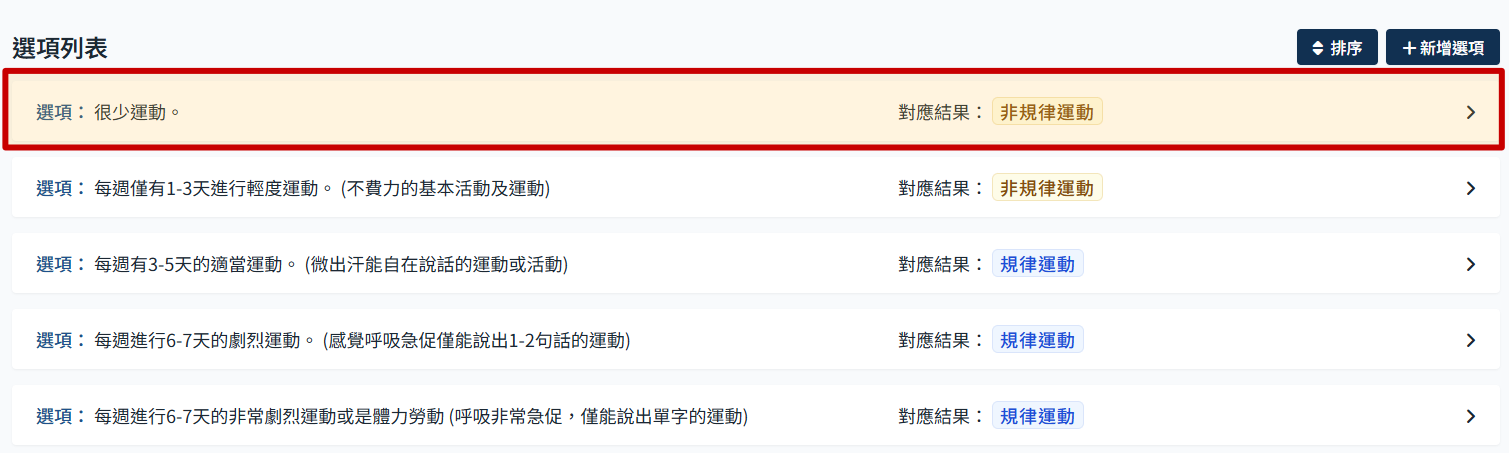 選項列表
排序
新增選項
選項： 很少運動。 對應結果： 非規律運動
選項： 每週僅有1-3天進行輕度運動。 (不費力的基本活動及運動) 對應結果： 非規律運動
選項： 每週有3-5天的適當運動。 (微出汗能自在說話的運動或活動) 對應結果： 規律運動
選項： 每週進行6-7天的劇烈運動。 (感覺呼吸急促僅能說出1-2句話的運動) 對應結果： 規律運動
選項： 每週進行6-7天的非常劇烈運動或是體力勞動 (呼吸非常急促，僅能說出單字的運動) 對應結果： 規律運動